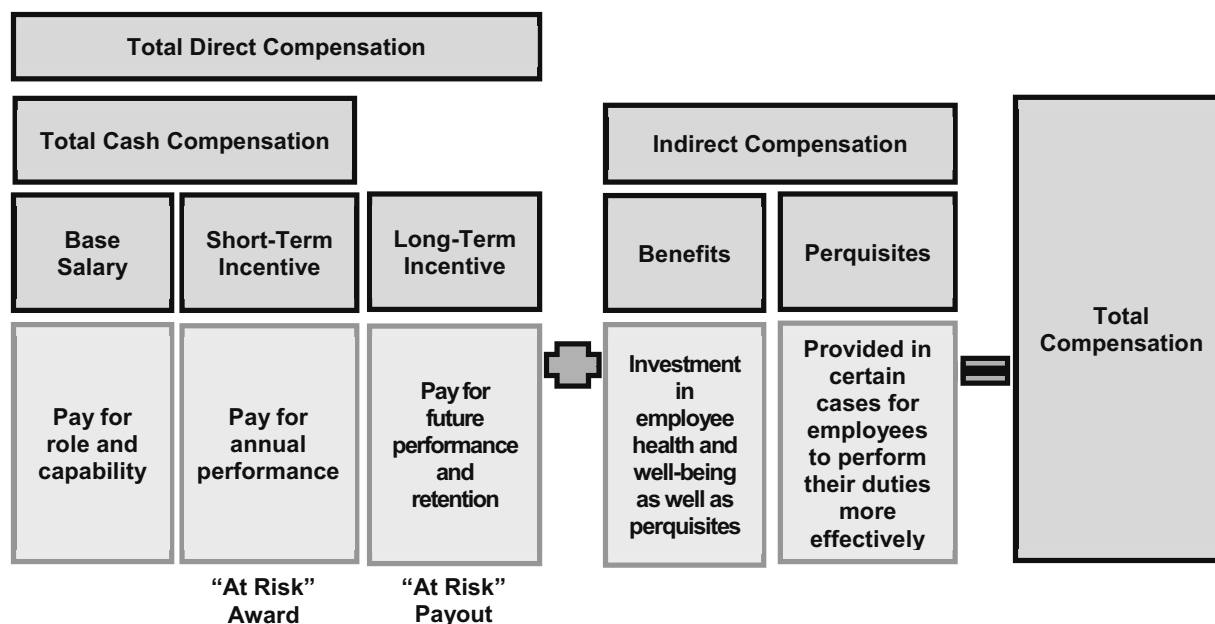 Total Direct Compensation
Total Cash Compensation
Indirect Compensation
Base
Salary
Short-Term
Incentive
Long-Term
Incentive
Benefits
Perquisites
Total
Compensation
Pay for
role and
capability
Pay for
annual
performance
Pay for
future
performance
and
retention
Investment
in
employee
health and
well-being
as well as
perquisites
Provided in
certain
cases for
employees
to perform
their duties
more
effectively
“At Risk”
Award
“At Risk”
Payout